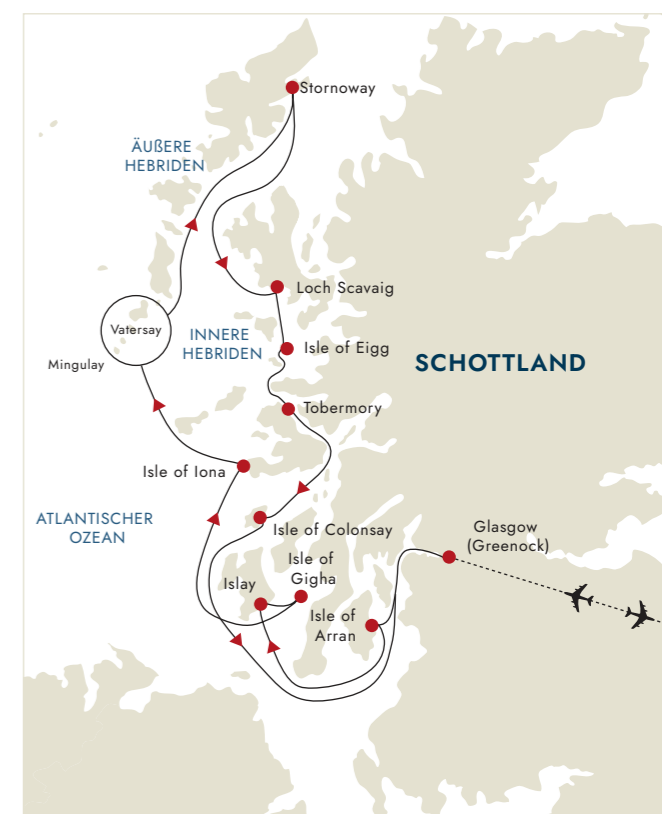 Stornoway
ÄUßERE
HEBRIDEN
Loch Scavaig
Vatersay
INNERE
HEBRIDEN
Isle of Eigg
Mingulay
SCHOTTLAND
Tobermory
Isle of Iona
ATLANTISCHER
OZEAN
Isle of Colonsay
Glasgow
(Greenock)
Isle of
Gigha
Islay
Isle of
Arran